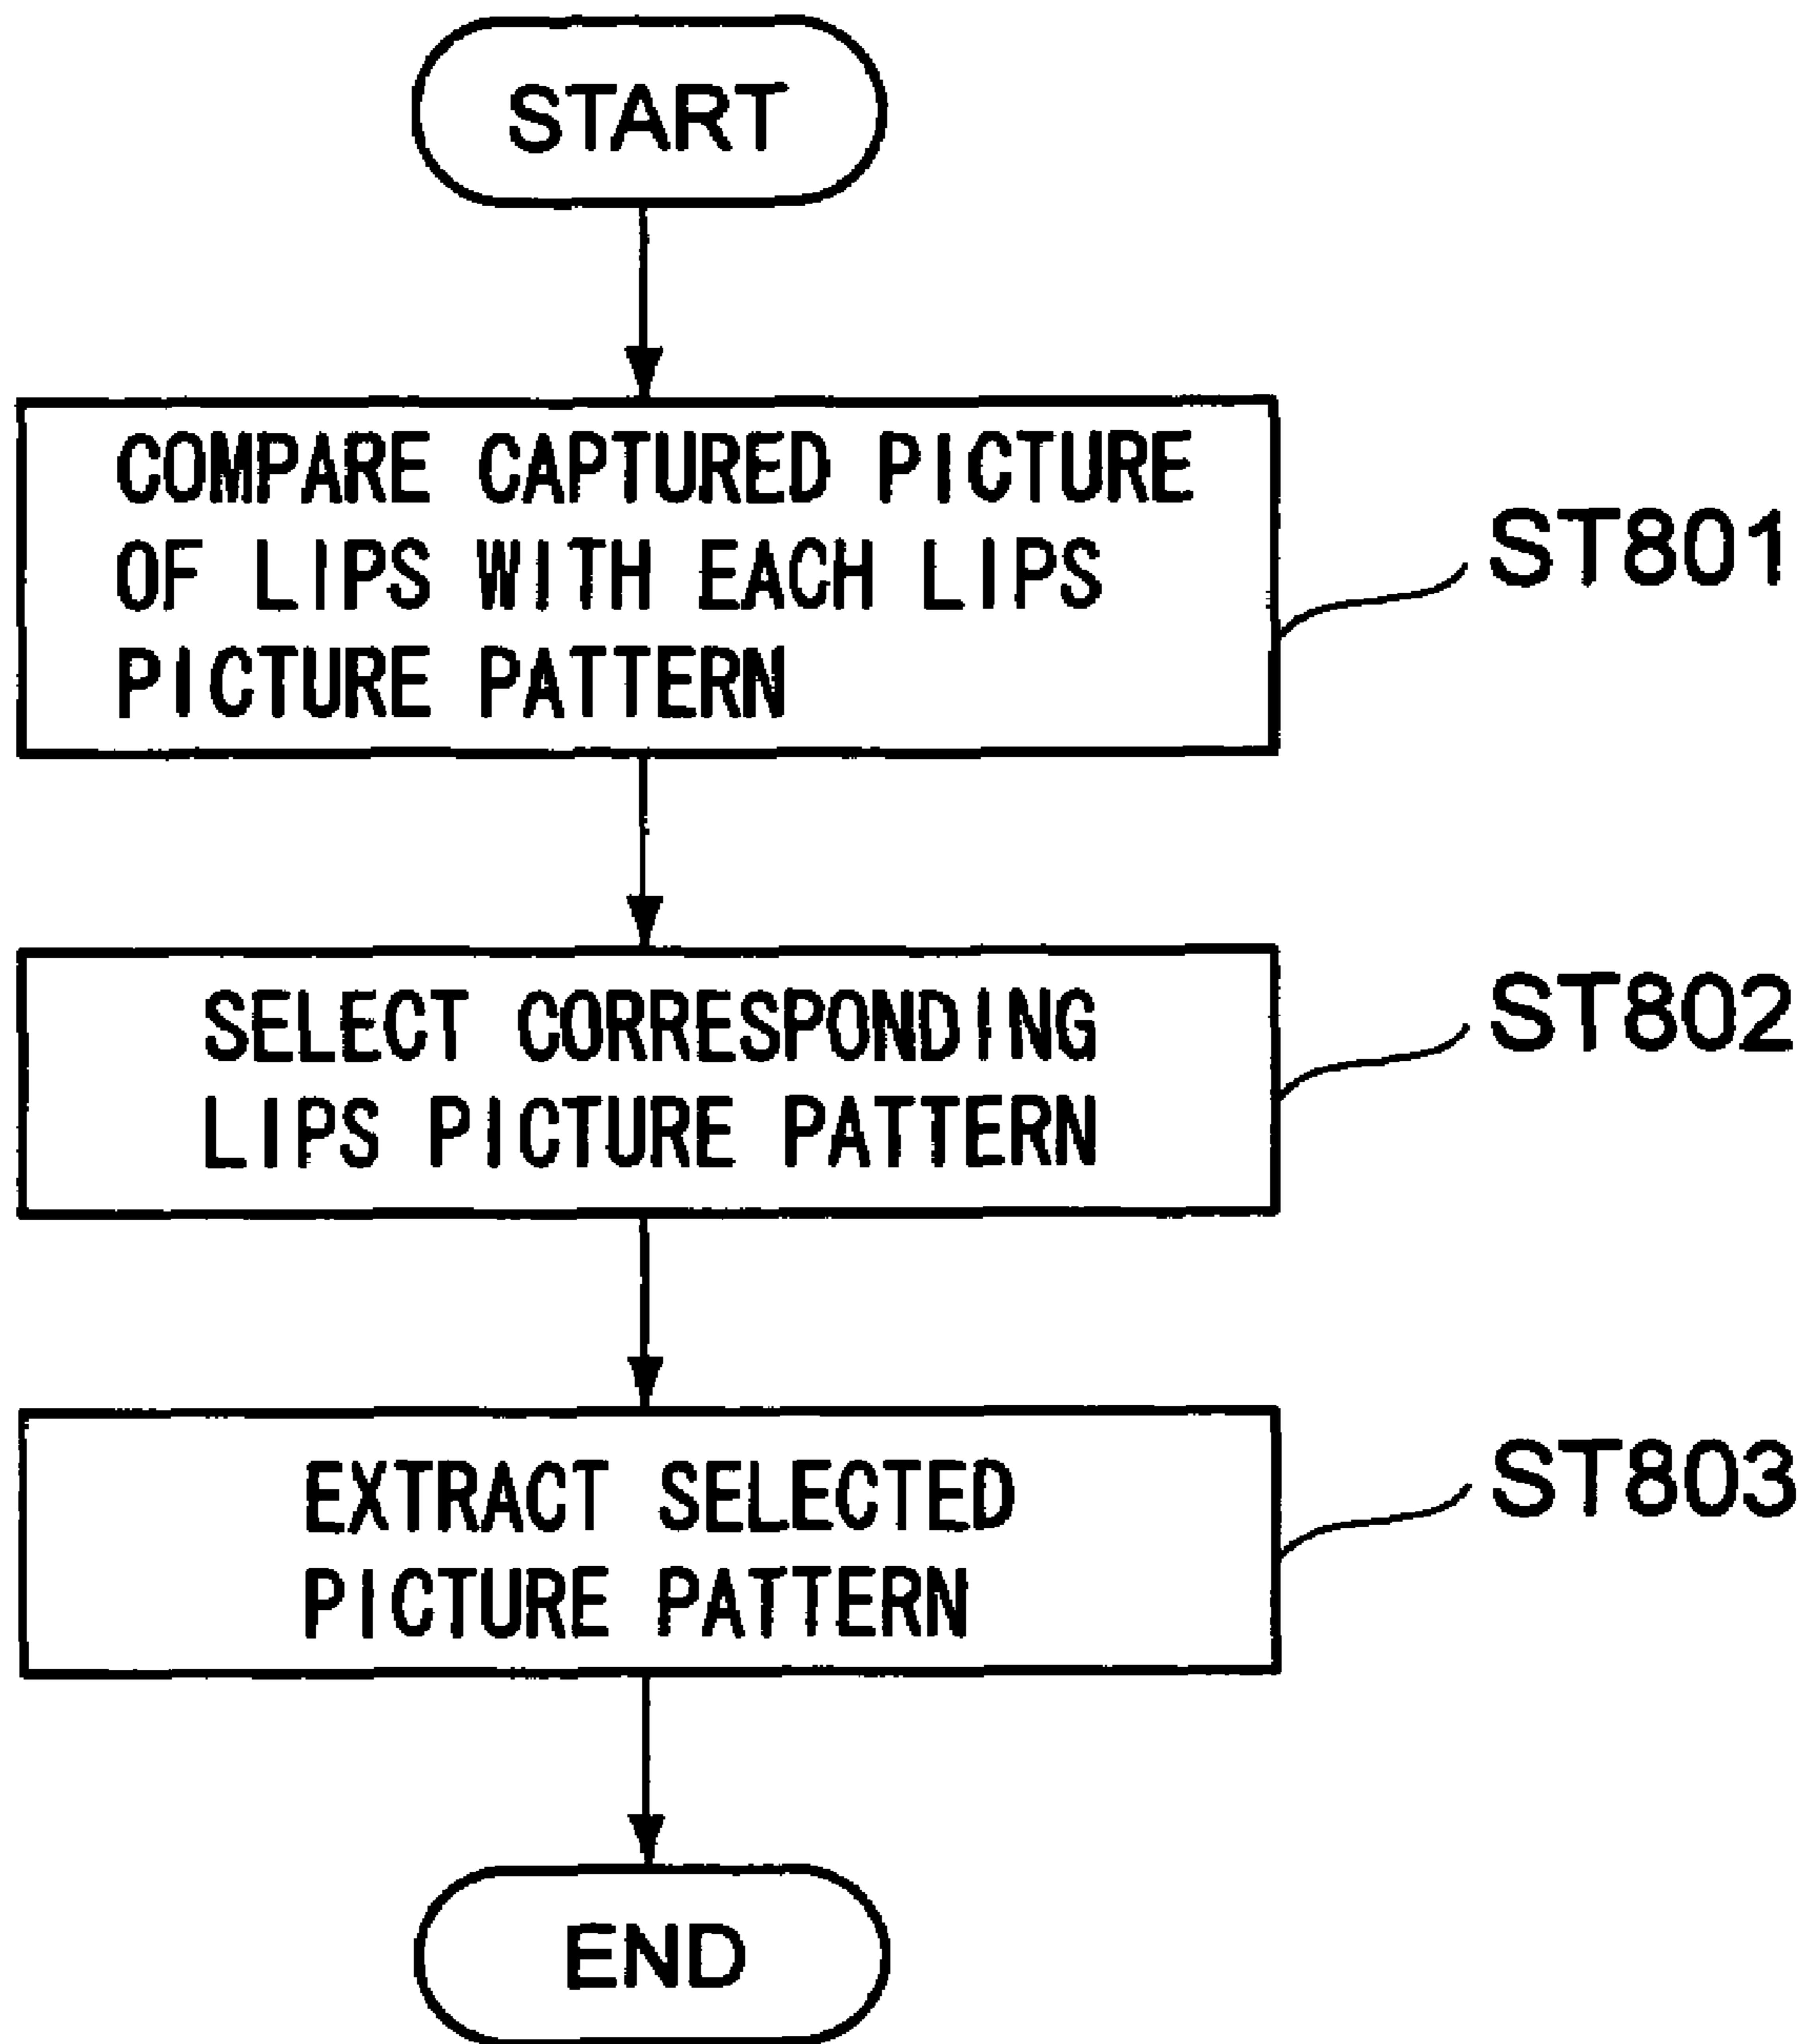 START
COMPARE CAPTURED PICTURE
OF LIPS WITH EACH LIPS
PICTURE PATTERN
ST801
SELECT CORRESPONDING
LIPS PICTURE PATTERN
ST802
EXTRACT SELECTED
PICTURE PATTERN
ST803
END